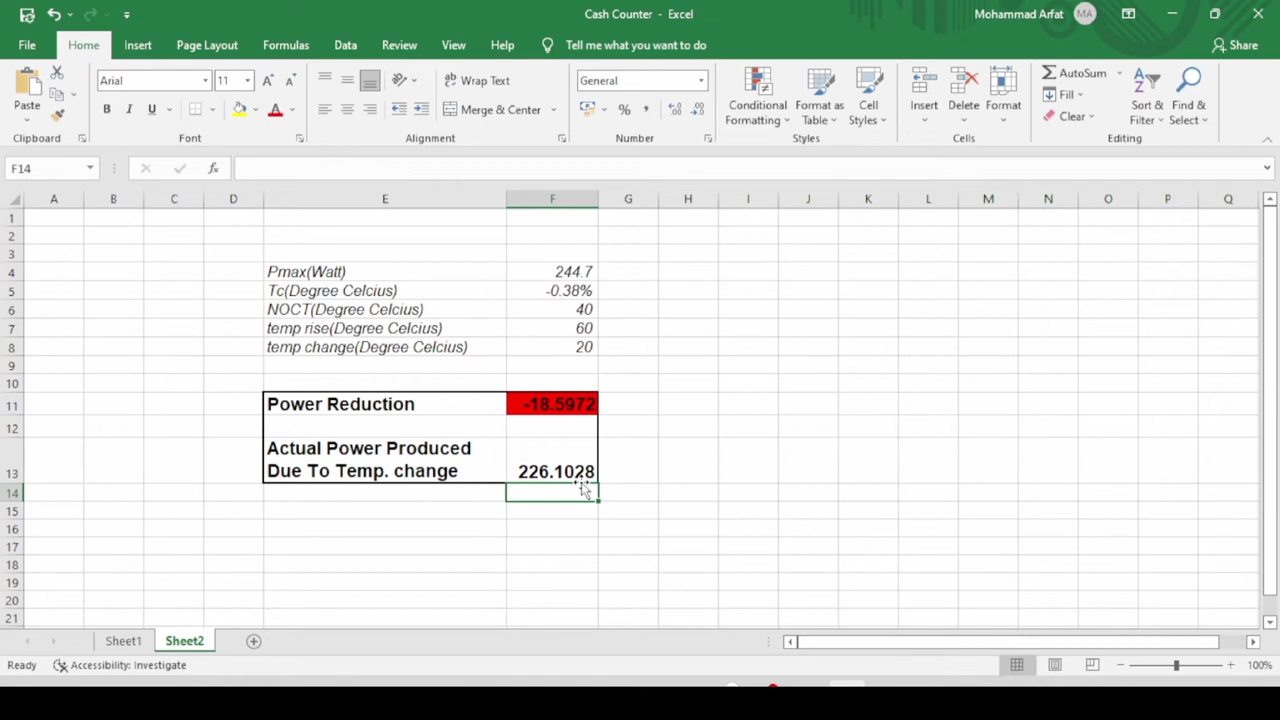 Cash Counter - Excel
Mohammad Arfat
MA
File
Home
Insert
Page Layout
Formulas
Data
Review
View
Help
Tell me what you want to do
Share
Paste
Clipboard
Arial
11
B I U
A
Font
Wrap Text
Merge & Center
Alignment
General
%
Number
Conditional
Formatting
Format as
Table
Cell
Styles
Styles
Insert
Delete
Format
Cells
AutoSum
Fill
Clear
Sort &
Filter
Find &
Select
Editing
F14
fx
A B C D E F G H I J K L M N O P Q
1
2
3
4 Pmax(Watt) 244.7
5 Tc(Degree Celcius) -0.38%
6 NOCT(Degree Celcius) 40
7 temp rise(Degree Celcius) 60
8 temp change(Degree Celcius) 20
9
10
11 Power Reduction -18.5972
12
Actual Power Produced
13 Due To Temp. change 226.1028
14
15
16
17
18
19
20
21
Sheet1
Sheet2
Ready
Accessibility: Investigate
100%